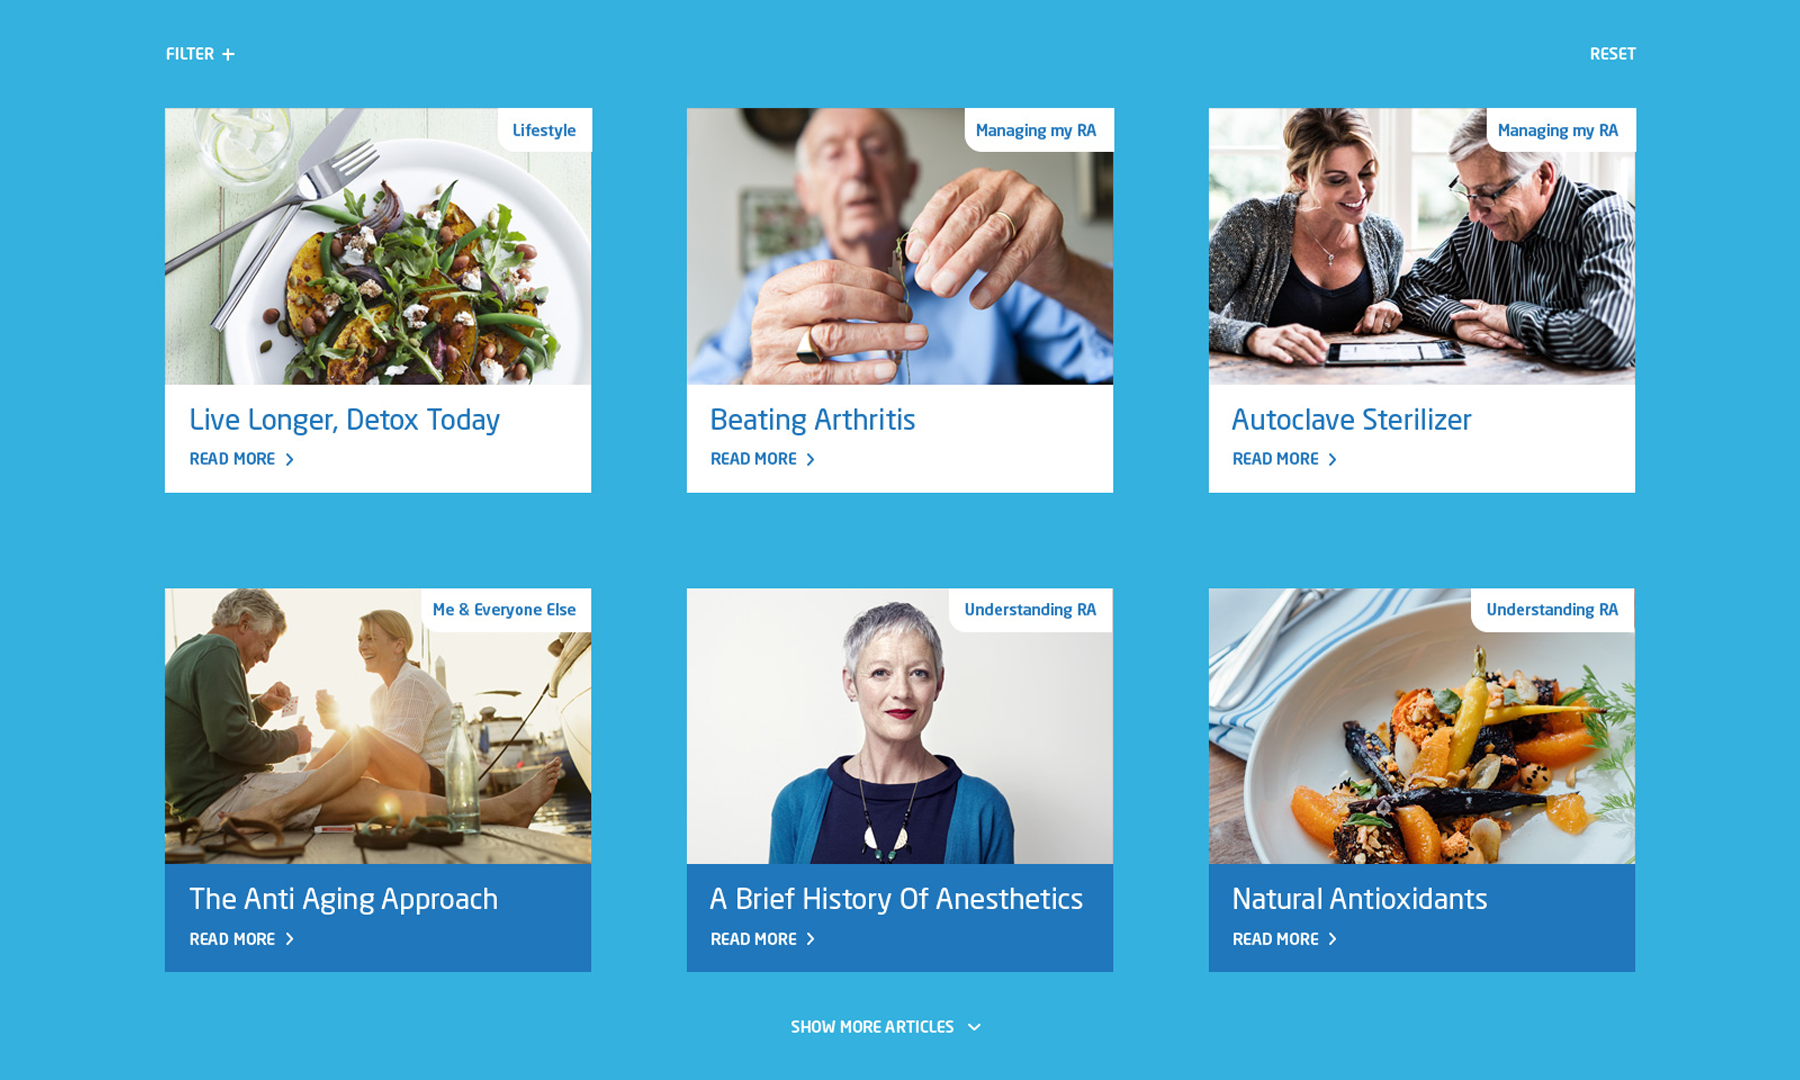 FILTER +
RESET
Lifestyle
Managing my RA
Managing my RA
Live Longer, Detox Today
READ MORE
Beating Arthritis
READ MORE
Autoclave Sterilizer
READ MORE
Me & Everyone Else
Understanding RA
Understanding RA
The Anti Aging Approach
READ MORE
A Brief History Of Anesthetics
READ MORE
Natural Antioxidants
READ MORE
SHOW MORE ARTICLES